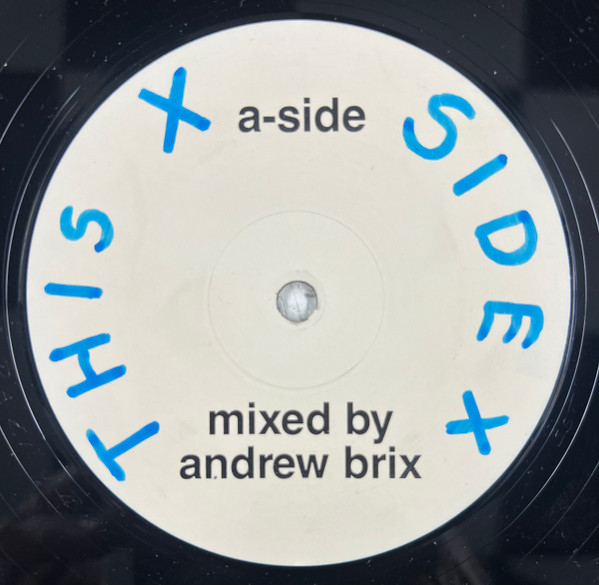 THIS X SIDE X
a-side
mixed by
andrew brix